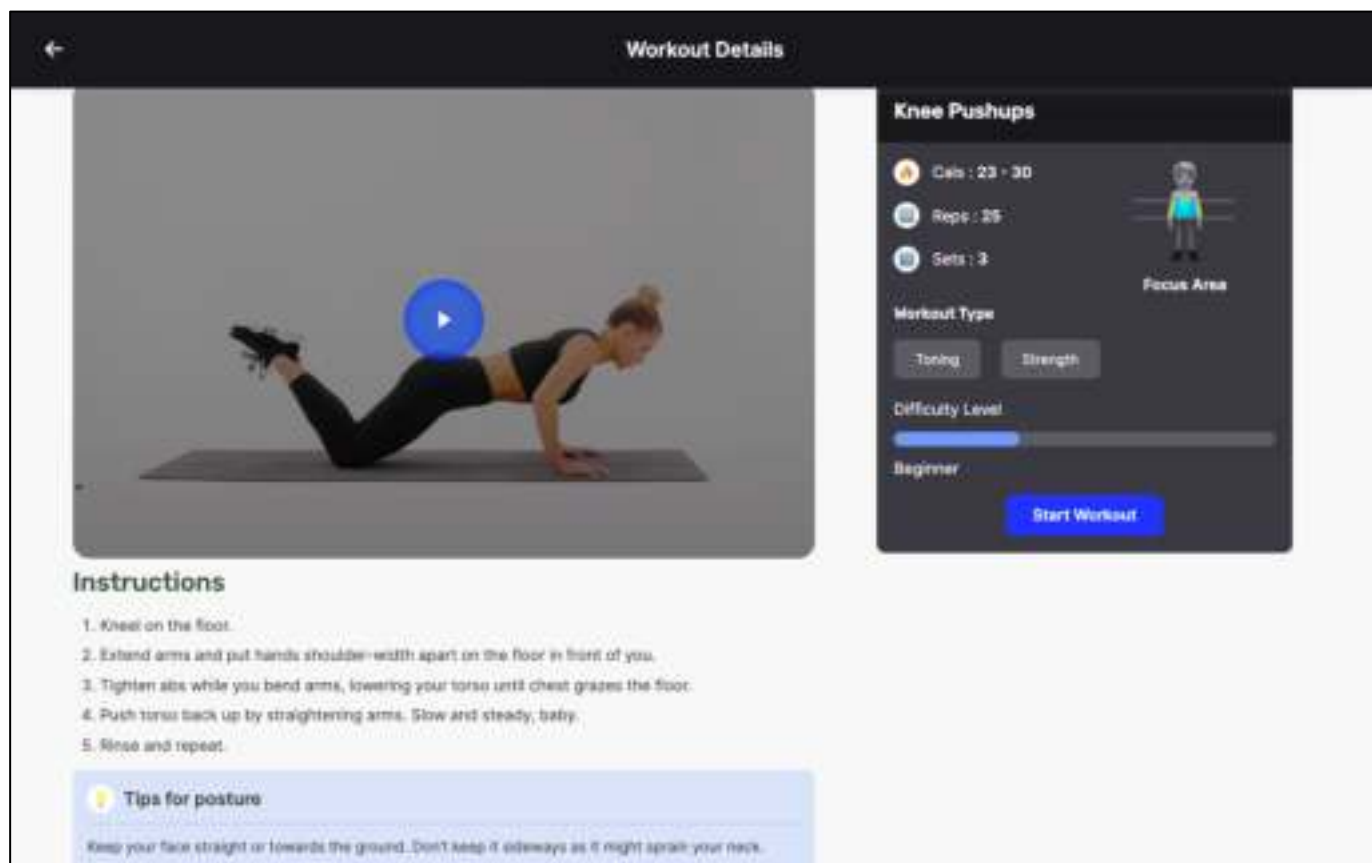 Workout Details
Knee Pushups
Cals : 23 - 30
Reps : 25
Sets : 3
Focus Area
Workout Type
Toning
Strength
Difficulty Level
Beginner
Start Workout
Instructions
1. Kneel on the floor.
2. Extend arms and put hands shoulder-width apart on the floor in front of you.
3. Tighten abs while you bend arms, lowering your torso until chest grazes the floor.
4. Push torso back up by straightening arms. Slow and steady, baby.
5. Rinse and repeat.
Tips for posture
Keep your face straight or towards the ground. Don't keep it sideways as it might sprain your neck.